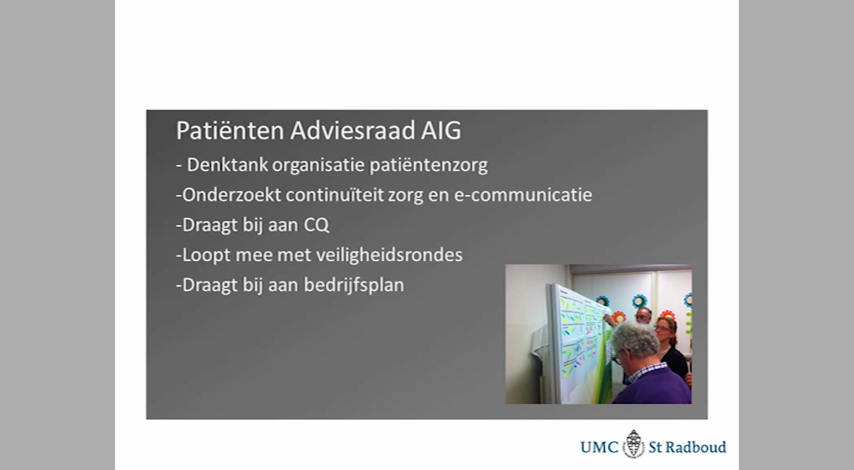 Patiënten Adviesraad AIG
- Denktank organisatie patiëntenzorg
-Onderzoekt continuïteit zorg en e-communicatie
-Draagt bij aan CQ
-Loopt mee met veiligheidsrondes
-Draagt bij aan bedrijfsplan
UMC St Radboud